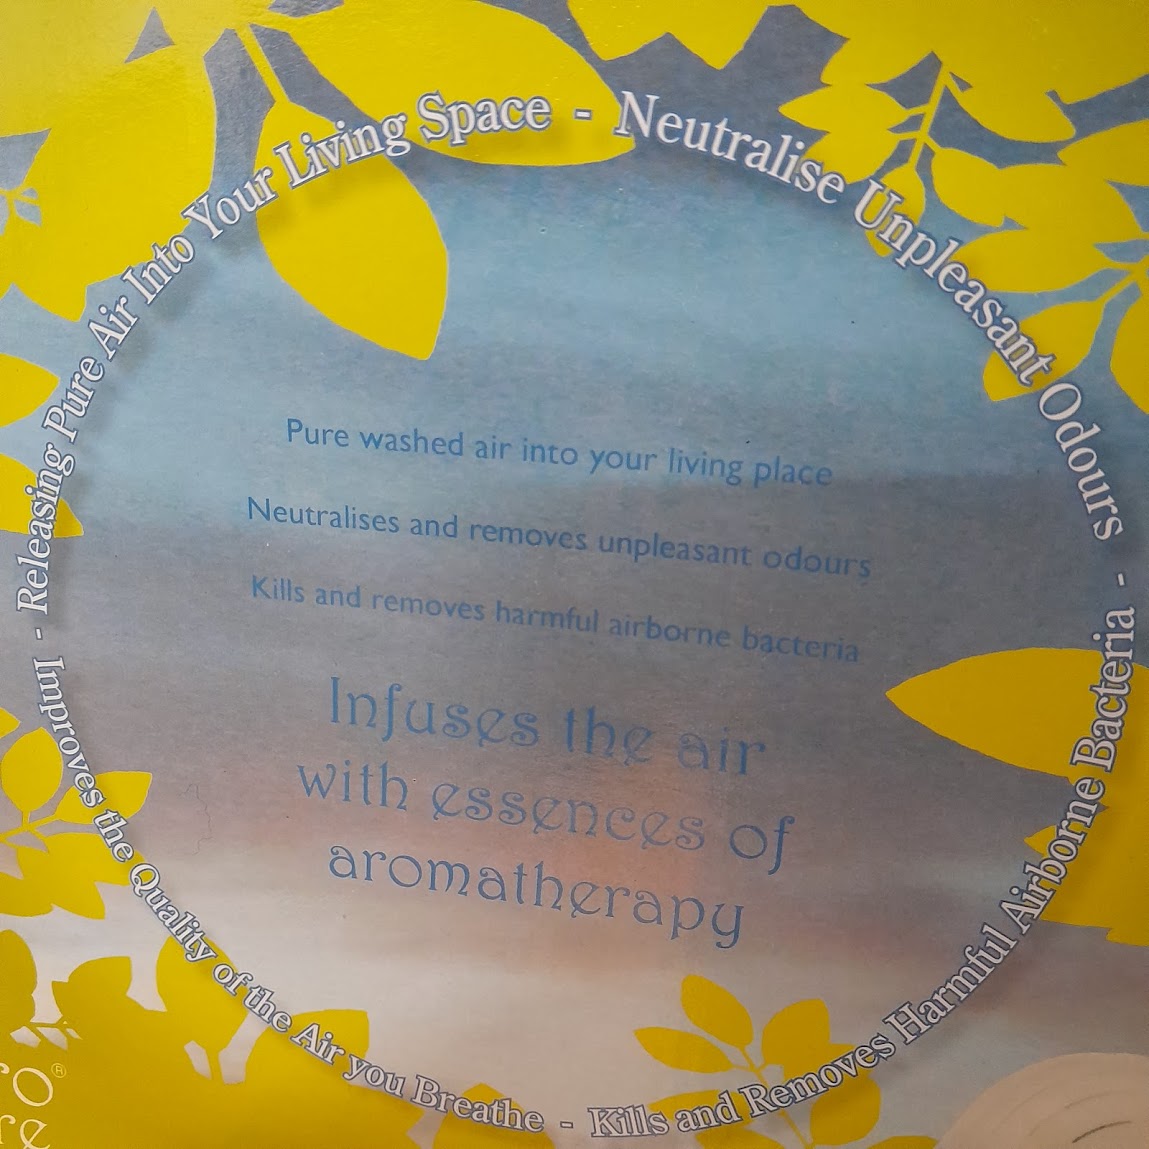 Releasing Pure Air Into Your Living Space - Neutralise Unpleasant Odours - Kills and Removes Harmful Airborne Bacteria - Improves the Quality of the Air you Breathe -
Pure washed air into your living place
Neutralises and removes unpleasant odours
Kills and removes harmful airborne bacteria
Infuses the air
with essences of
aromatherapy